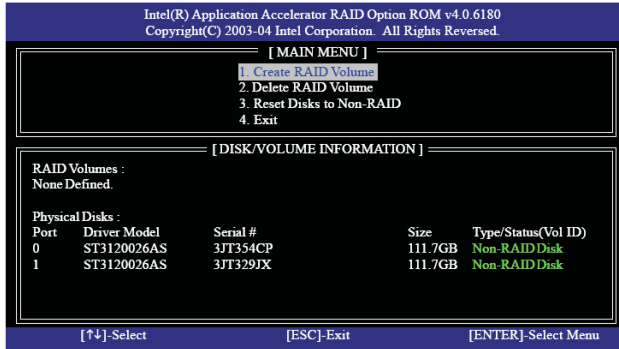 Intel(R) Application Accelerator RAID Option ROM v4.0.6180
Copyright(C) 2003-04 Intel Corporation. All Rights Reversed.
[ MAIN MENU ]
1. Create RAID Volume
2. Delete RAID Volume
3. Reset Disks to Non-RAID
4. Exit
[ DISK/VOLUME INFORMATION ]
RAID Volumes :
None Defined.
Physical Disks :
Port Driver Model Serial # Size Type/Status(Vol ID)
0 ST3120026AS 3JT354CP 111.7GB Non-RAID Disk
1 ST3120026AS 3JT329JX 111.7GB Non-RAID Disk
[↑↓]-Select [ESC]-Exit [ENTER]-Select Menu